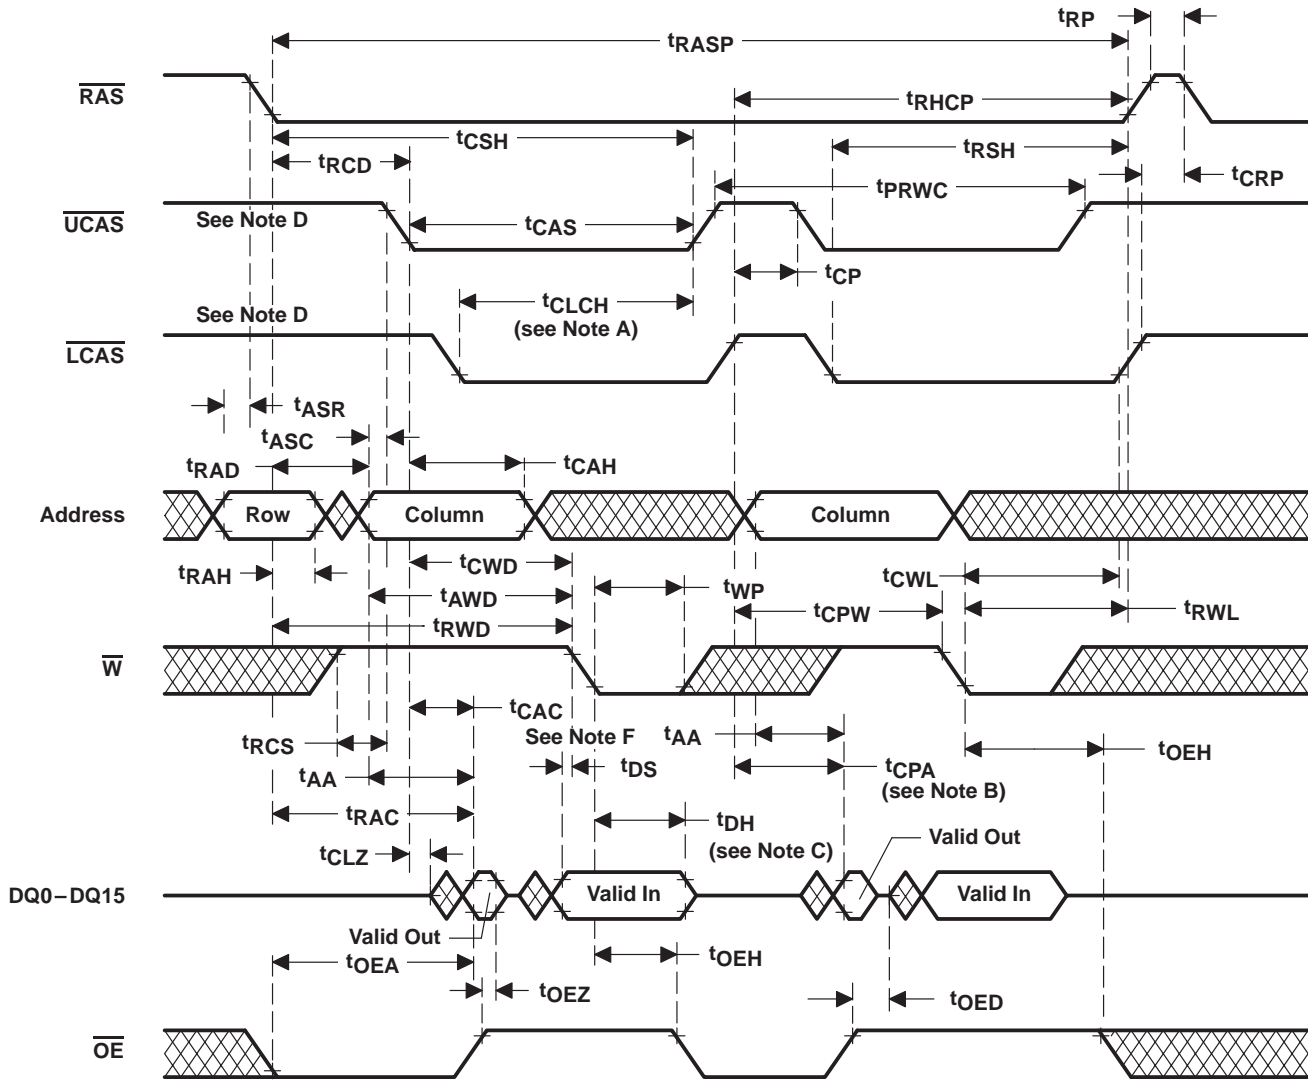 tRP
tRASP
RAS
tRHCP
tCSH
tRSH
tRCD
tCRP
tPRWC
UCAS
See Note D
tCAS
tCP
tCLCH
(see Note A)
See Note D
LCAS
tASR
tASC
tRAD
tCAH
Address
Row
Column
Column
tCWD
tRAH
tWP
tCWL
tAWD
tCPW
tRWL
tRWD
W
tCAC
See Note F
tAA
tRCS
tOEH
tDS
tAA
tCPA
(see Note B)
tRAC
tDH
(see Note C)
Valid Out
tCLZ
DQ0–DQ15
Valid In
Valid In
Valid Out
tOEA
tOEH
tOEZ
tOED
OE